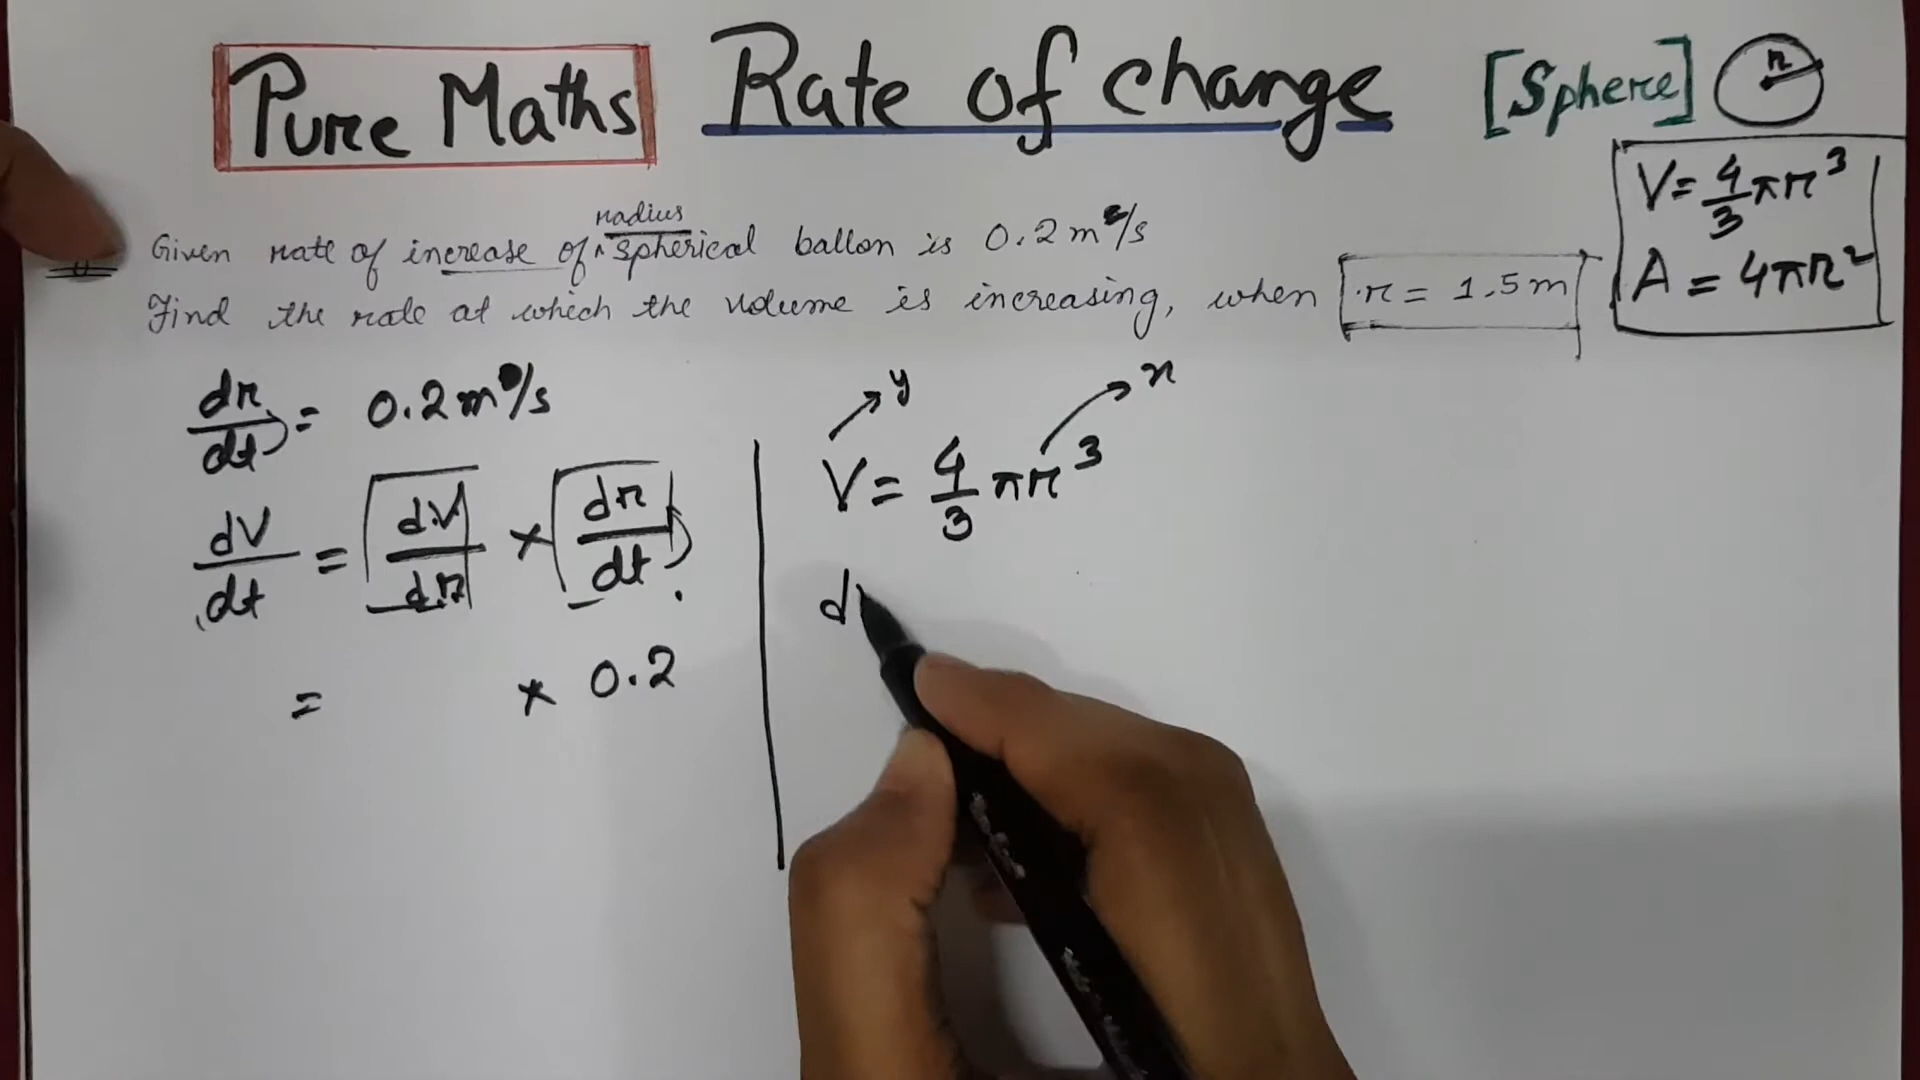 Pure Maths Rate of change [Sphere] r
V = 4/3 πr³
A = 4πr²
radius
Given rate of increase of ^ spherical ballon is 0.2 m/s
Find the rate at which the volume is increasing, when r = 1.5 m
dr/dt = 0.2 m/s
dV/dt = dV/dr × dr/dt
= × 0.2
y x
V = 4/3 πr³
d